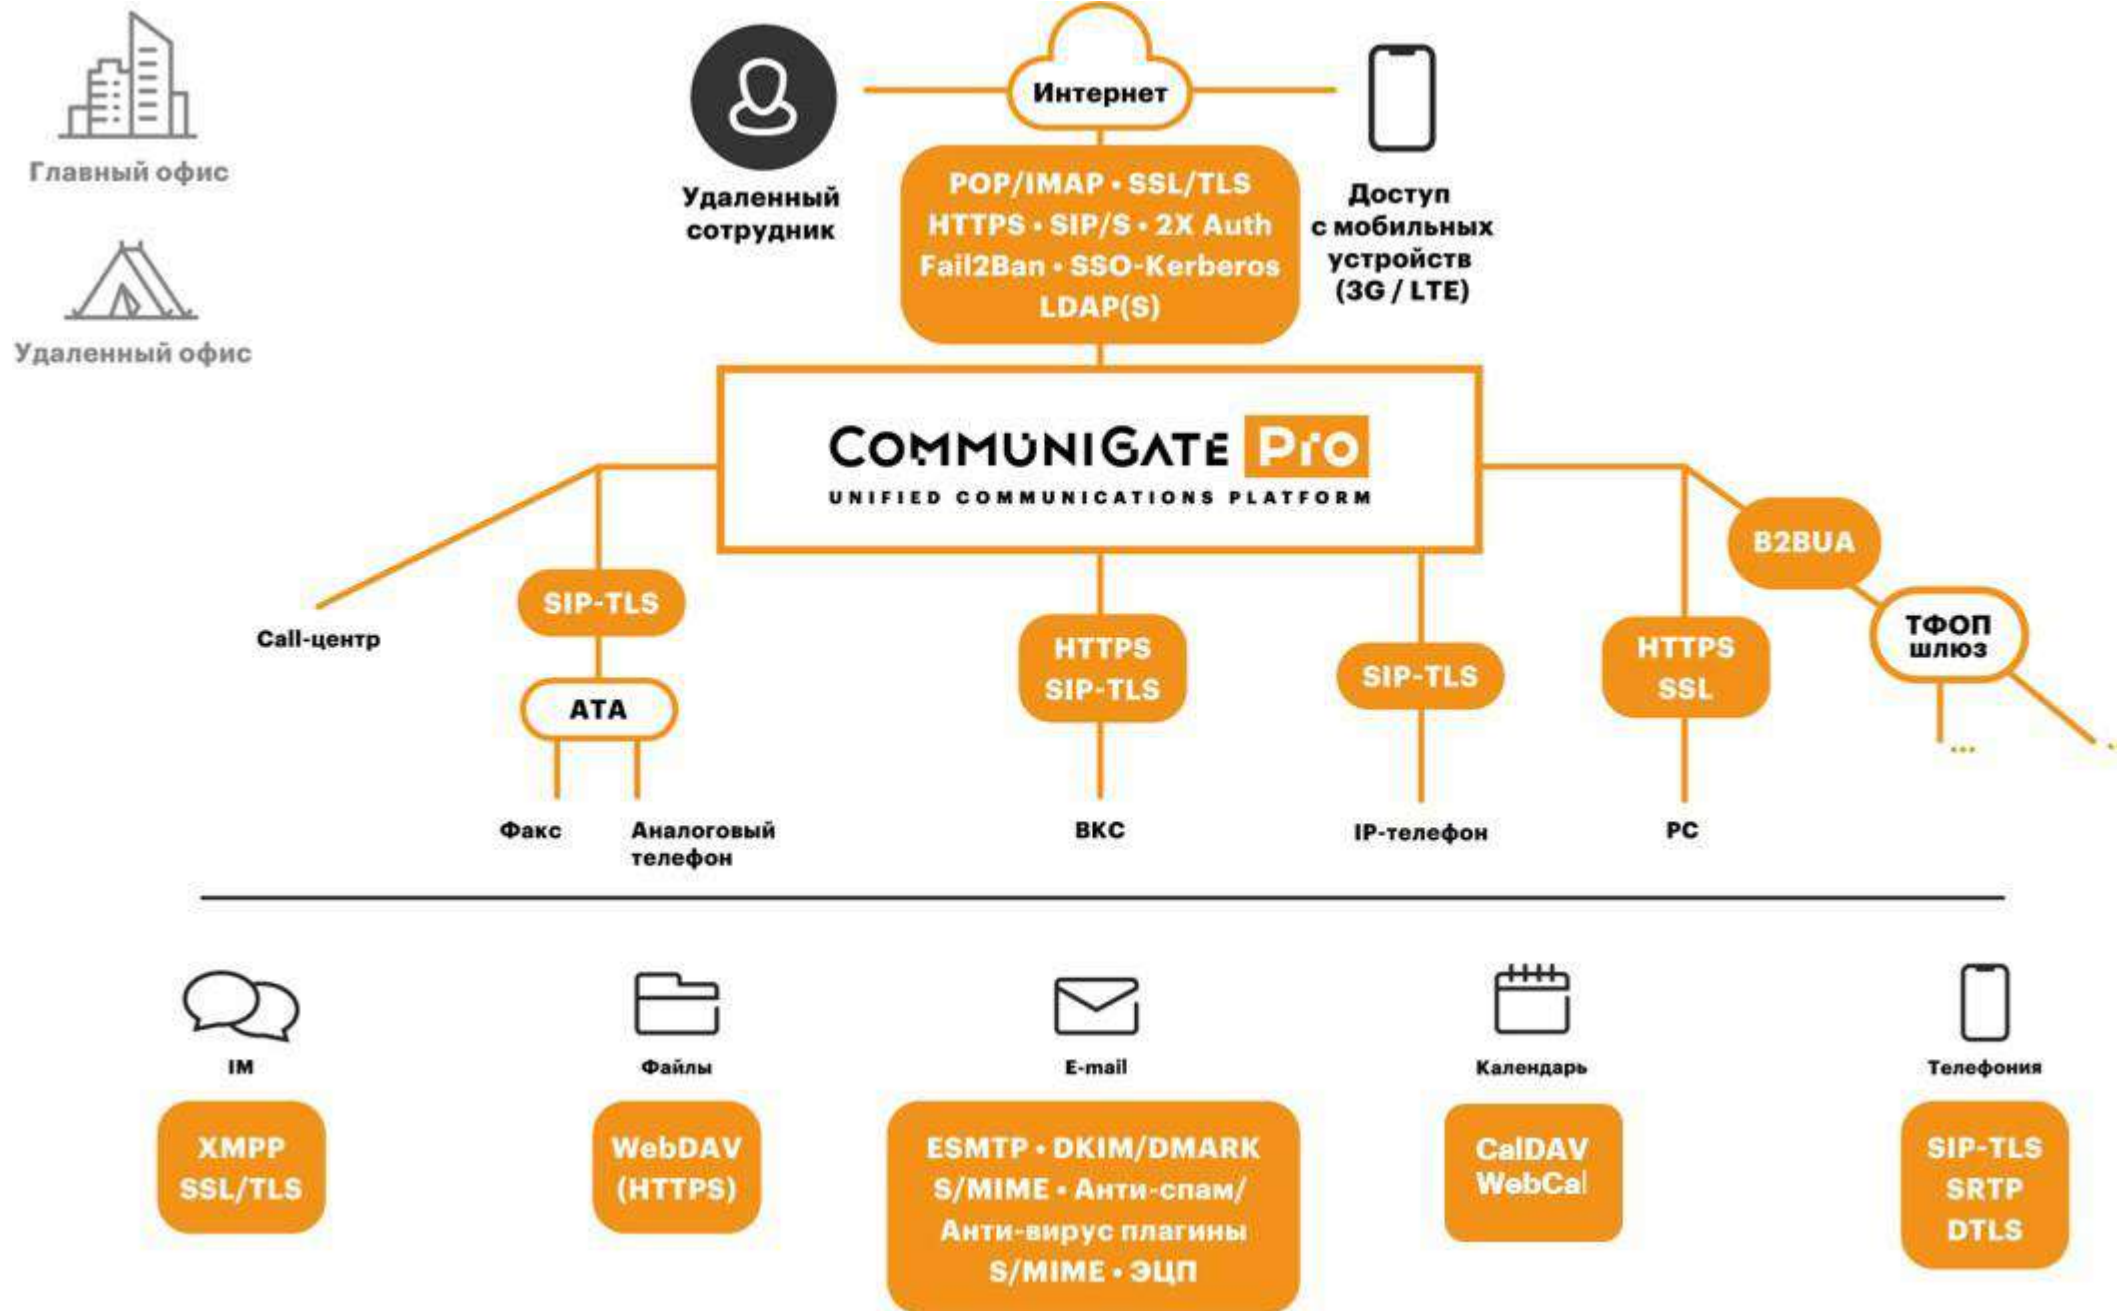 Главный офис
Удаленный офис
Удаленный
сотрудник
Интернет
Доступ
с мобильных
устройств
(3G / LTE)
POP/IMAP • SSL/TLS
HTTPS • SIP/S • 2X Auth
Fail2Ban • SSO-Kerberos
LDAP(S)
COMMUNIGATE Pro
UNIFIED COMMUNICATIONS PLATFORM
Call-центр
SIP-TLS
ATA
Факс
Аналоговый
телефон
HTTPS
SIP-TLS
ВКС
SIP-TLS
IP-телефон
HTTPS
SSL
PC
B2BUA
ТФОП
шлюз
...
IM
XMPP
SSL/TLS
Файлы
WebDAV
(HTTPS)
E-mail
ESMTP • DKIM/DMARK
S/MIME • Анти-спам/
Анти-вирус плагины
S/MIME • ЭЦП
Календарь
CalDAV
WebCal
Телефония
SIP-TLS
SRTP
DTLS